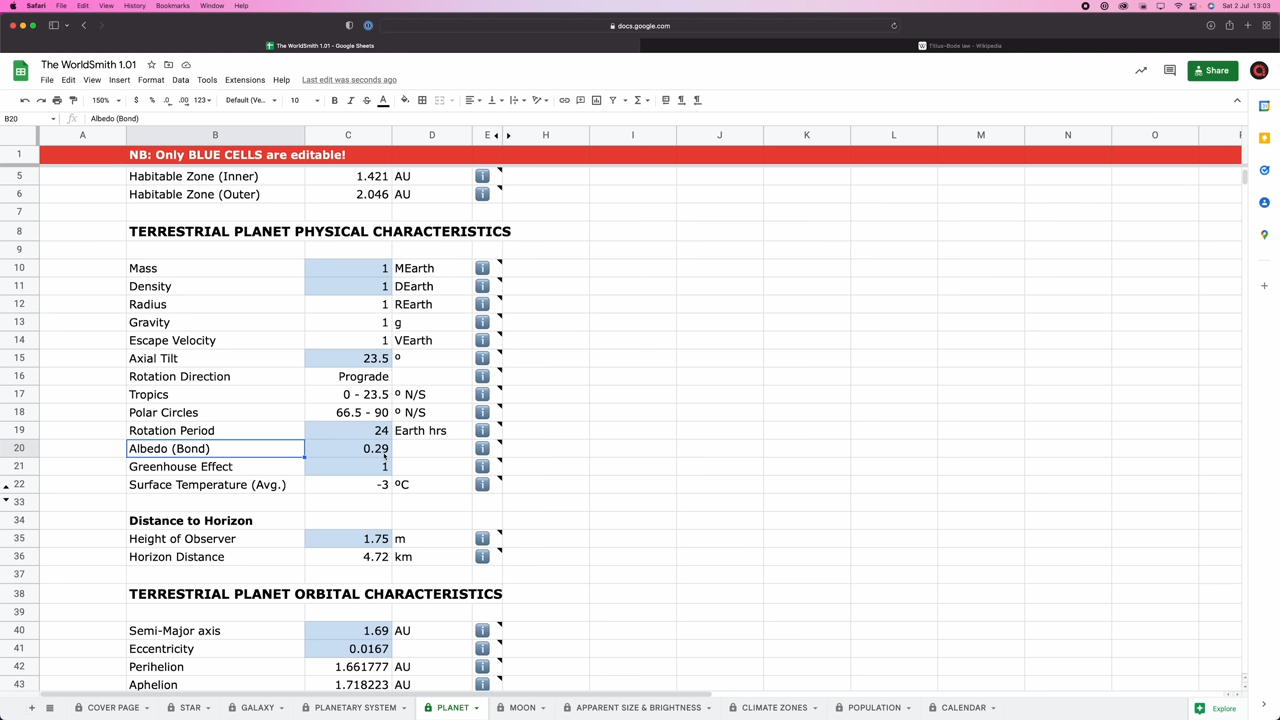 Safari File Edit View History Bookmarks Window Help Sat 2 Jul 13:03
docs.google.com
The WorldSmith 1.01 - Google Sheets
W Titius-Bode law - Wikipedia
The WorldSmith 1.01
File Edit View Insert Format Data Tools Extensions Help Last edit was seconds ago
Share
150% $ % .0 .00 123 Default (Ve... 10 B I S A
B20 fx Albedo (Bond)
A B C D E H I J K L M N O
1 NB: Only BLUE CELLS are editable!
5 Habitable Zone (Inner) 1.421 AU i
6 Habitable Zone (Outer) 2.046 AU i
7
8 TERRESTRIAL PLANET PHYSICAL CHARACTERISTICS
9
10 Mass 1 MEarth i
11 Density 1 DEarth i
12 Radius 1 REarth i
13 Gravity 1 g i
14 Escape Velocity 1 VEarth i
15 Axial Tilt 23.5 º i
16 Rotation Direction Prograde i
17 Tropics 0 - 23.5 º N/S i
18 Polar Circles 66.5 - 90 º N/S i
19 Rotation Period 24 Earth hrs i
20 Albedo (Bond) 0.29 i
21 Greenhouse Effect 1 i
22 Surface Temperature (Avg.) -3 ºC i
33
34 Distance to Horizon
35 Height of Observer 1.75 m i
36 Horizon Distance 4.72 km i
37
38 TERRESTRIAL PLANET ORBITAL CHARACTERISTICS
39
40 Semi-Major axis 1.69 AU i
41 Eccentricity 0.0167 i
42 Perihelion 1.661777 AU i
43 Aphelion 1.718223 AU i
COVER PAGE STAR GALAXY PLANETARY SYSTEM PLANET MOON APPARENT SIZE & BRIGHTNESS CLIMATE ZONES POPULATION CALENDAR Explore